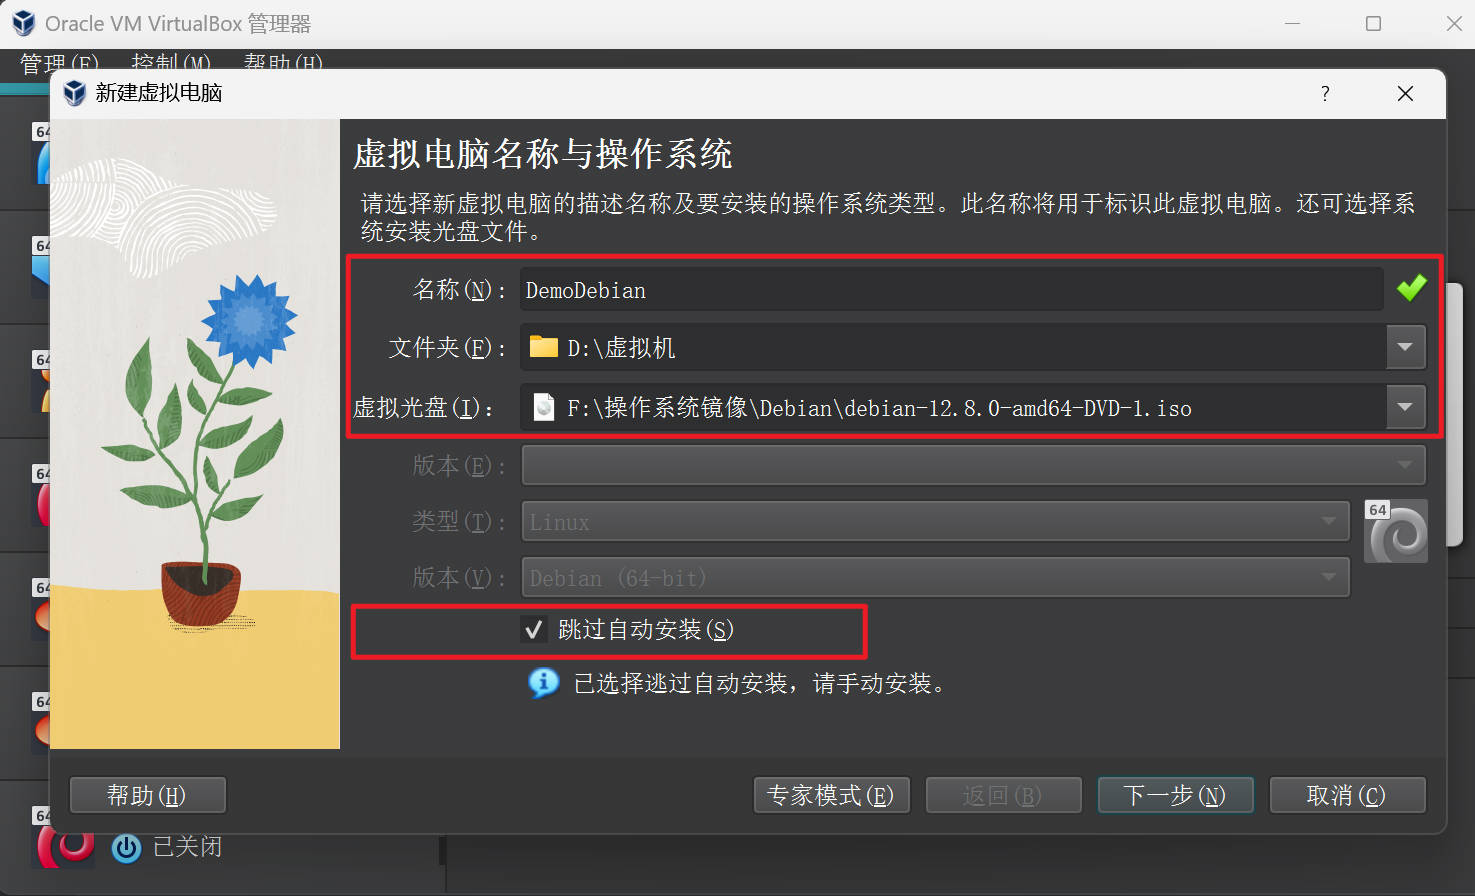 Oracle VM VirtualBox 管理器
管理(F) 控制(M) 帮助(H)
新建虚拟电脑
?
虚拟电脑名称与操作系统
请选择新虚拟电脑的描述名称及要安装的操作系统类型。此名称将用于标识此虚拟电脑。还可选择系
统安装光盘文件。
名称(N): DemoDebian
文件夹(F): D:\虚拟机
虚拟光盘(I): F:\操作系统镜像\Debian\debian-12.8.0-amd64-DVD-1.iso
版本(E):
类型(T): Linux
64
版本(V): Debian (64-bit)
跳过自动安装(S)
已选择逃过自动安装，请手动安装。
帮助(H) 专家模式(E) 返回(B) 下一步(N) 取消(C)
64
64
64
64
64
64
64
已关闭